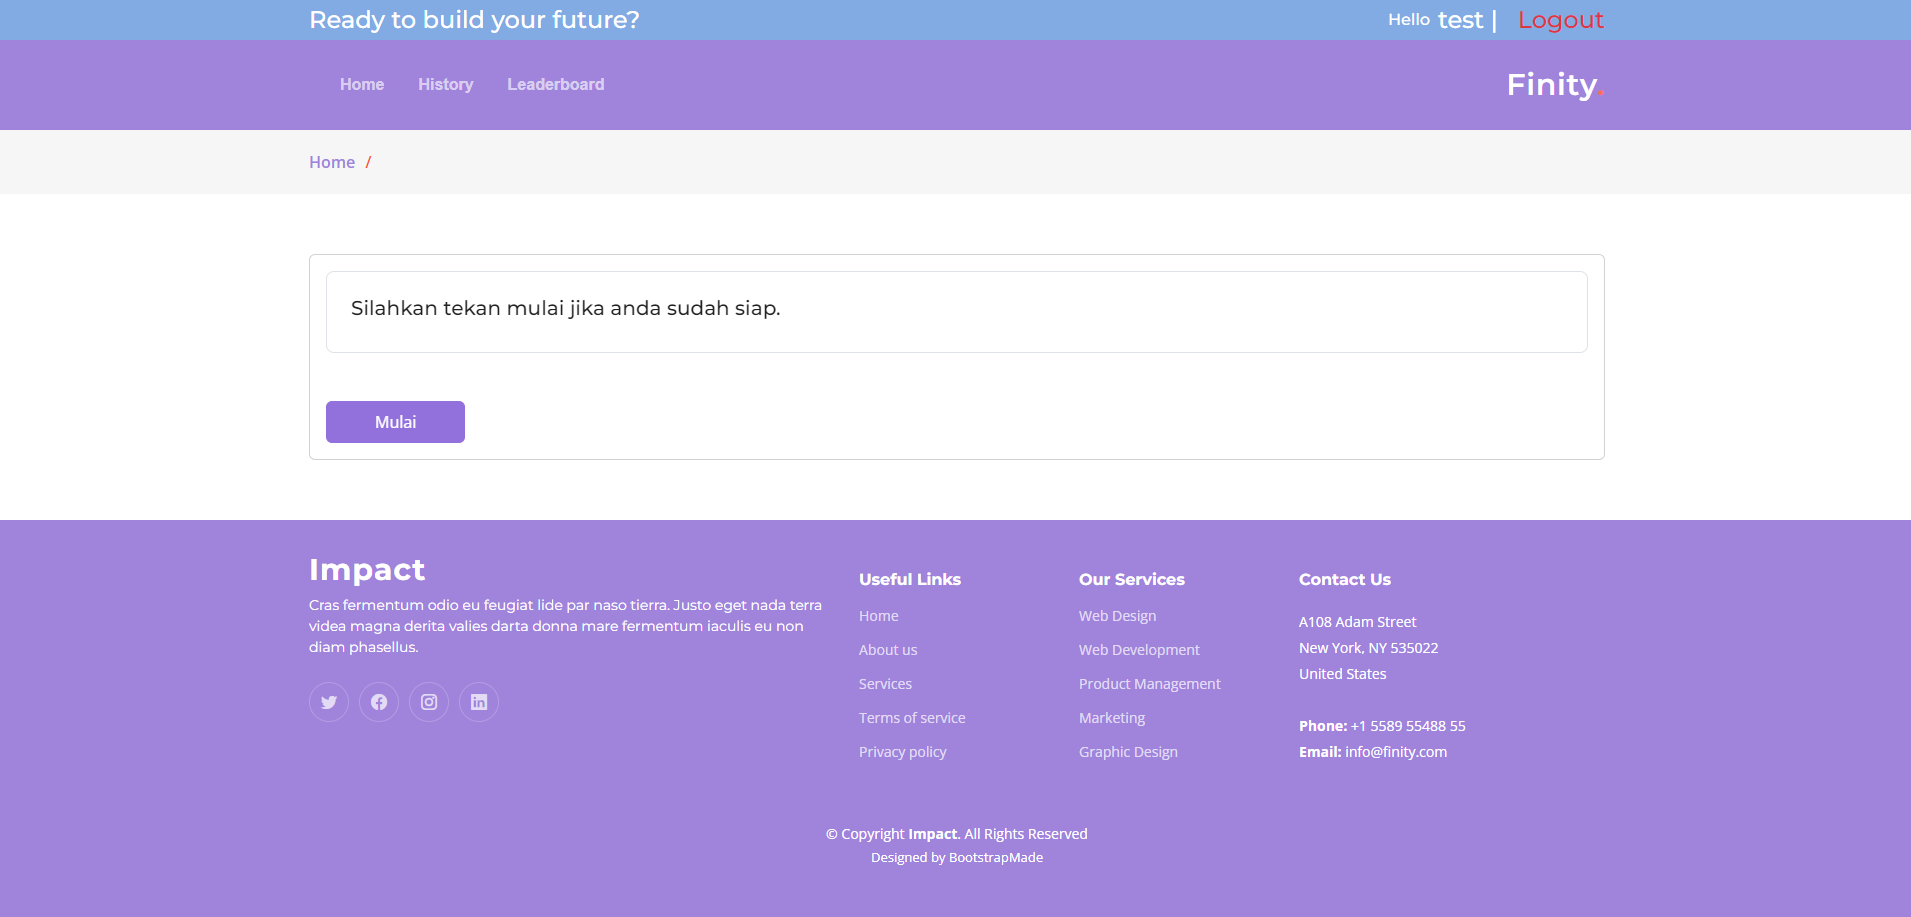 Ready to build your future?
Hello test | Logout
Home History Leaderboard
Finity.
Home /
Silahkan tekan mulai jika anda sudah siap.
Mulai
Impact
Cras fermentum odio eu feugiat lide par naso tierra. Justo eget nada terra
videa magna derita valies darta donna mare fermentum iaculis eu non
diam phasellus.
Useful Links
Home
About us
Services
Terms of service
Privacy policy
Our Services
Web Design
Web Development
Product Management
Marketing
Graphic Design
Contact Us
A108 Adam Street
New York, NY 535022
United States
Phone: +1 5589 55488 55
Email: info@finity.com
© Copyright Impact. All Rights Reserved
Designed by BootstrapMade